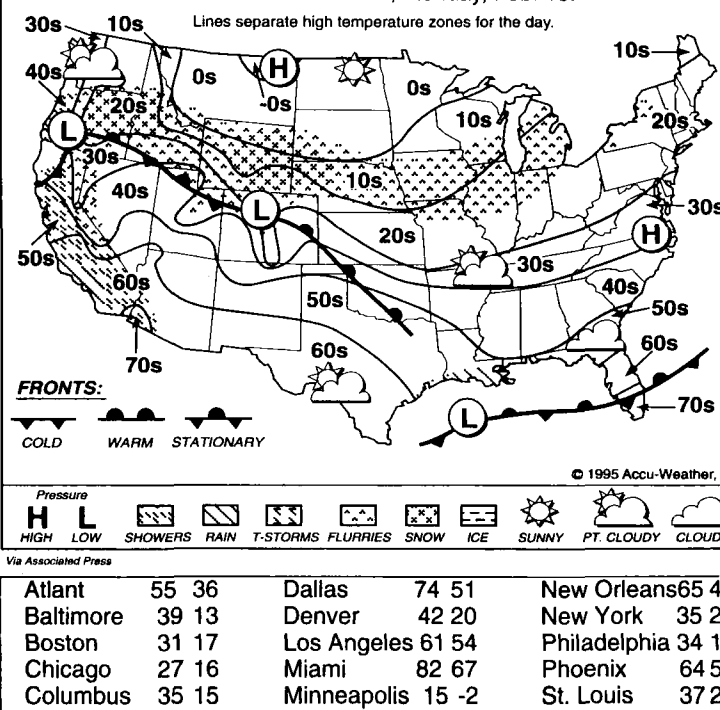 Lines separate high temperature zones for the day.
30s 10s
0s H 0s 10s
-0s
40s 20s 10s 20s
L 30s 10s
40s L 20s 30s
H
50s 60s 50s 30s 40s
50s
70s 60s 60s
L 70s
FRONTS:
COLD WARM STATIONARY
© 1995 Accu-Weather,
Pressure
H L
HIGH LOW SHOWERS RAIN T-STORMS FLURRIES SNOW ICE SUNNY PT. CLOUDY CLOUD
Via Associated Press
Atlant 55 36 Dallas 74 51 New Orleans65 4
Baltimore 39 13 Denver 42 20 New York 35 2
Boston 31 17 Los Angeles 61 54 Philadelphia 34 1
Chicago 27 16 Miami 82 67 Phoenix 64 5
Columbus 35 15 Minneapolis 15 -2 St. Louis 37 2